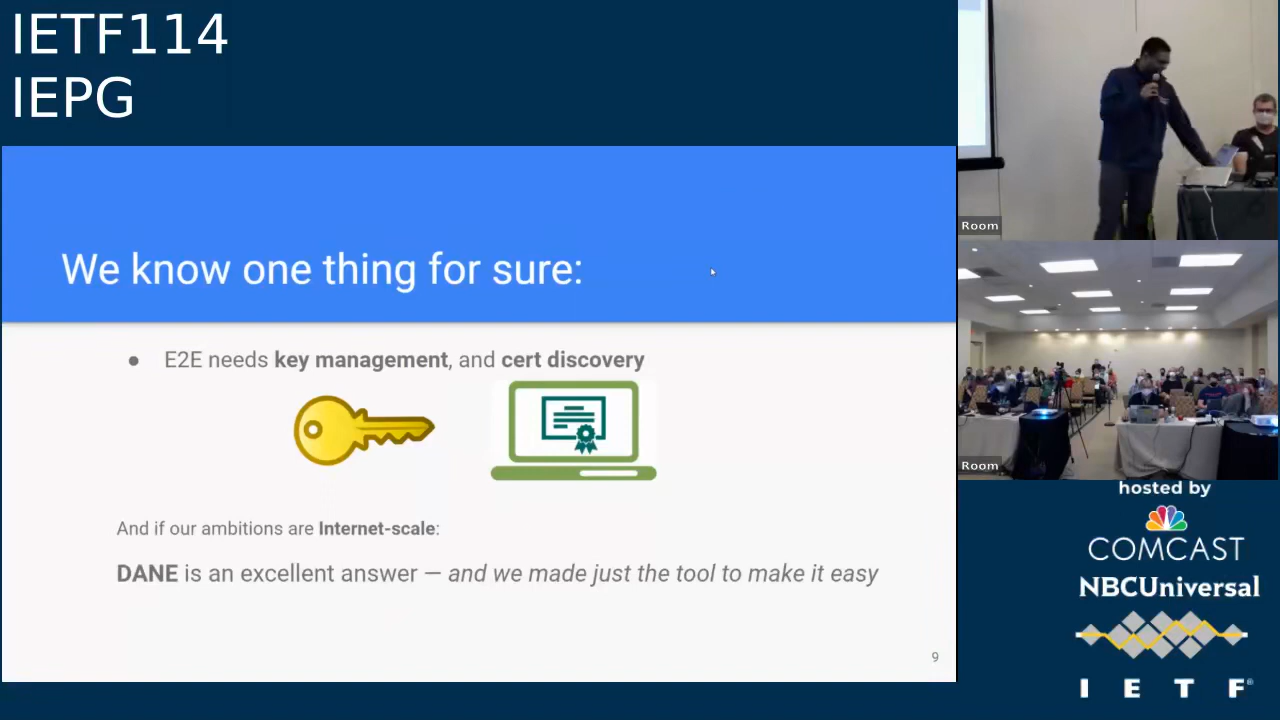 IETF114
IEPG
We know one thing for sure:
● E2E needs key management, and cert discovery
And if our ambitions are Internet-scale:
DANE is an excellent answer — and we made just the tool to make it easy
9
Room
Room
hosted by
COMCAST
NBCUniversal
I E T F®